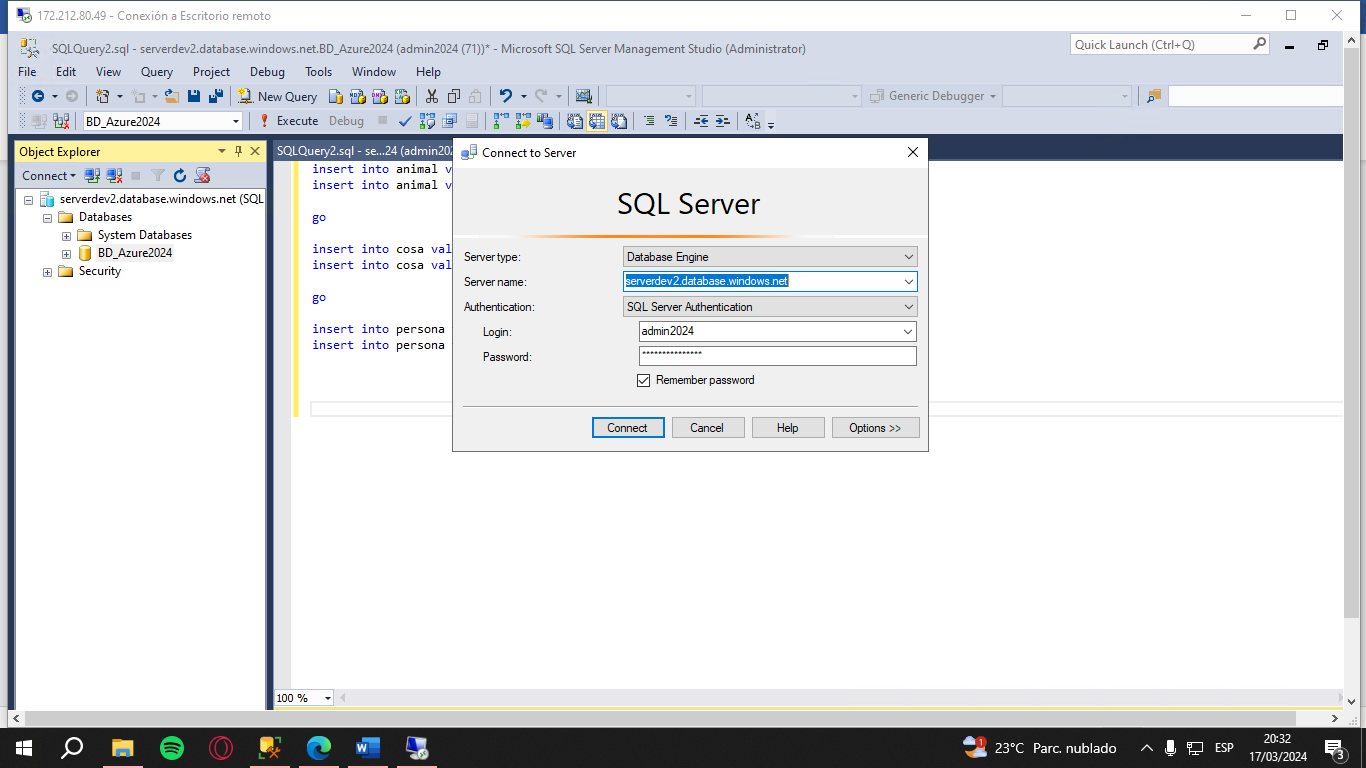 172.212.80.49 - Conexión a Escritorio remoto
SQLQuery2.sql - serverdev2.database.windows.net.BD_Azure2024 (admin2024 (71))* - Microsoft SQL Server Management Studio (Administrator)
Quick Launch (Ctrl+Q)
File Edit View Query Project Debug Tools Window Help
New Query
Generic Debugger
BD_Azure2024
Execute Debug
Object Explorer
Connect
serverdev2.database.windows.net (SQL
Databases
System Databases
BD_Azure2024
Security
SQLQuery2.sql - se...24 (admin202
insert into animal v
insert into animal v
go
insert into cosa val
insert into cosa val
go
insert into persona
insert into persona
100 %
Connect to Server
SQL Server
Server type: Database Engine
Server name: serverdev2.database.windows.net
Authentication: SQL Server Authentication
Login: admin2024
Password: ***************
Remember password
Connect Cancel Help Options >>
23°C Parc. nublado
ESP
20:32
17/03/2024
1
3